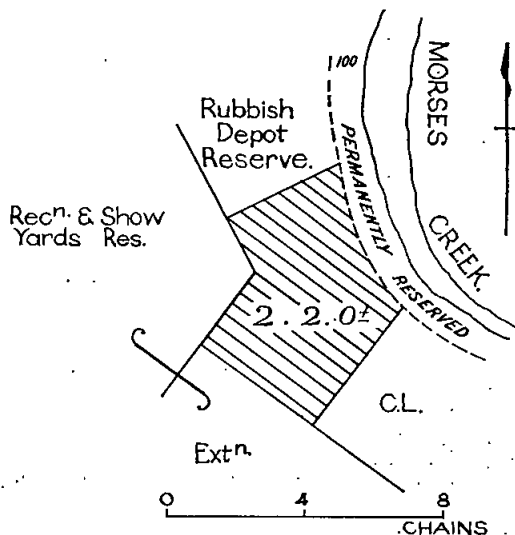 100
MORSES
CREEK.
PERMANENTLY
RESERVED
Rubbish
Depot
Reserve.
Recⁿ. & Show
Yards Res.
2. 2. 0±
C.L.
Extⁿ.
0 4 8
CHAINS